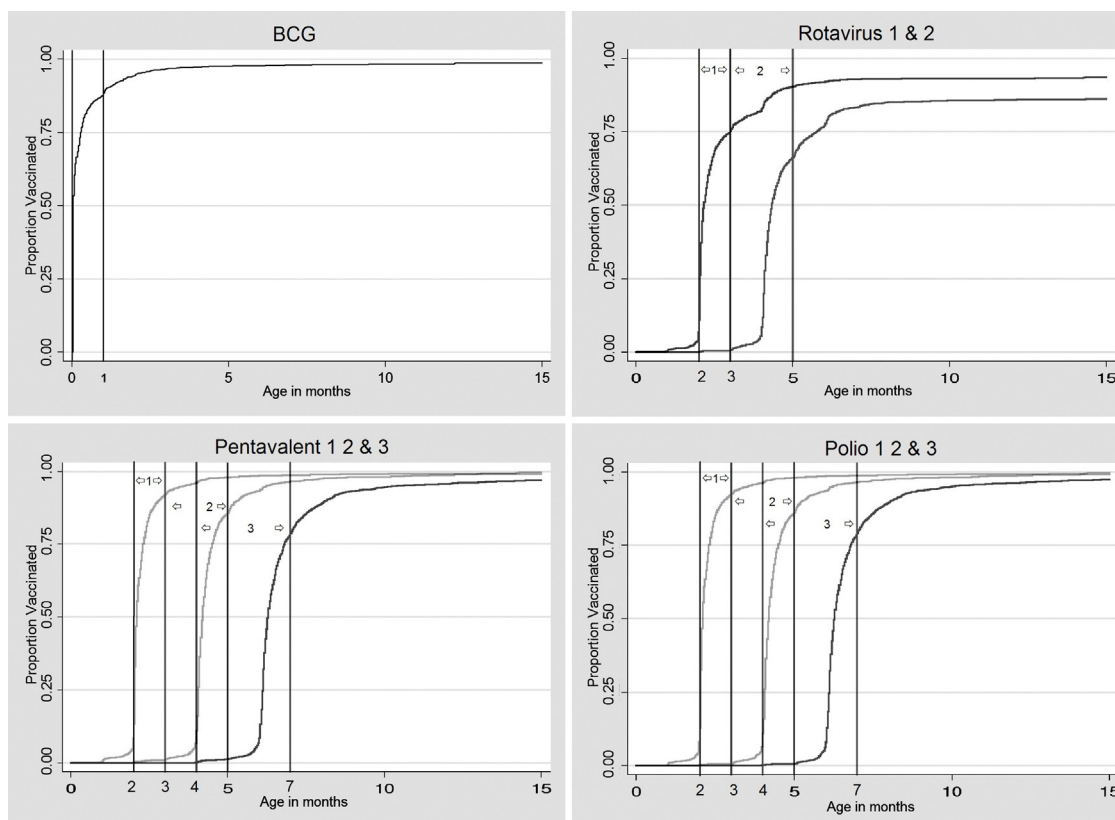 BCG
Proportion Vaccinated
1.00
0.75
0.50
0.25
0.00
0 1 5 10 15
Age in months
Rotavirus 1 & 2
Proportion Vaccinated
1.00
0.75
0.50
0.25
0.00
⇦1⇨ ⇦ 2 ⇨
0 2 3 5 10 15
Age in months
Pentavalent 1 2 & 3
Proportion Vaccinated
1.00
0.75
0.50
0.25
0.00
⇦1⇨
⇦ 2 ⇨
⇦ 3 ⇨
0 2 3 4 5 7 10 15
Age in months
Polio 1 2 & 3
Proportion Vaccinated
1.00
0.75
0.50
0.25
0.00
⇦1⇨
⇦ 2 ⇨
⇦ 3 ⇨
0 2 3 4 5 7 10 15
Age in months